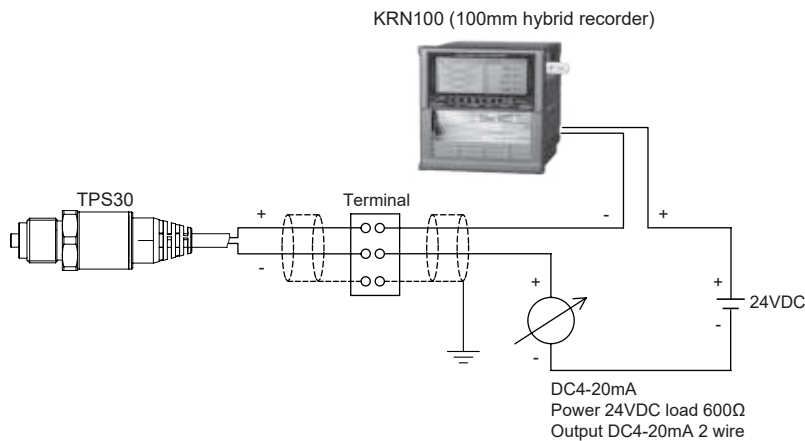 KRN100 (100mm hybrid recorder)
TPS30
Terminal
+
-
-
+
+
-
+
-
24VDC
DC4-20mA
Power 24VDC load 600Ω
Output DC4-20mA 2 wire